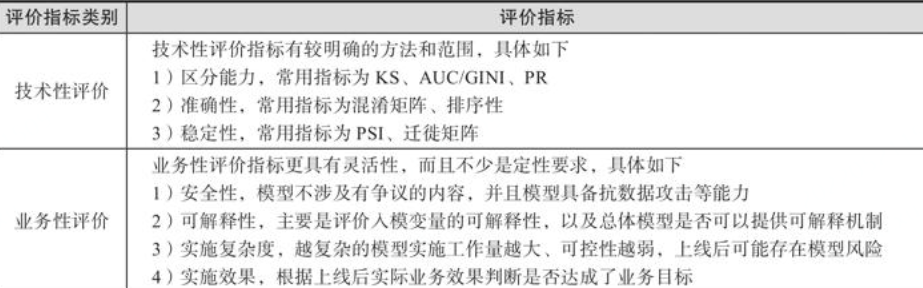 评价指标类别 评价指标
技术性评价指标有较明确的方法和范围，具体如下
1）区分能力，常用指标为 KS、AUC/GINI、PR
技术性评价
2）准确性，常用指标为混淆矩阵、排序性
3）稳定性，常用指标为 PSI、迁徙矩阵
业务性评价指标更具有灵活性，而且不少是定性要求，具体如下
1）安全性，模型不涉及有争议的内容，并且模型具备抗数据攻击等能力
业务性评价
2）可解释性，主要是评价入模变量的可解释性，以及总体模型是否可以提供可解释机制
3）实施复杂度，越复杂的模型实施工作量越大、可控性越弱，上线后可能存在模型风险
4）实施效果，根据上线后实际业务效果判断是否达成了业务目标